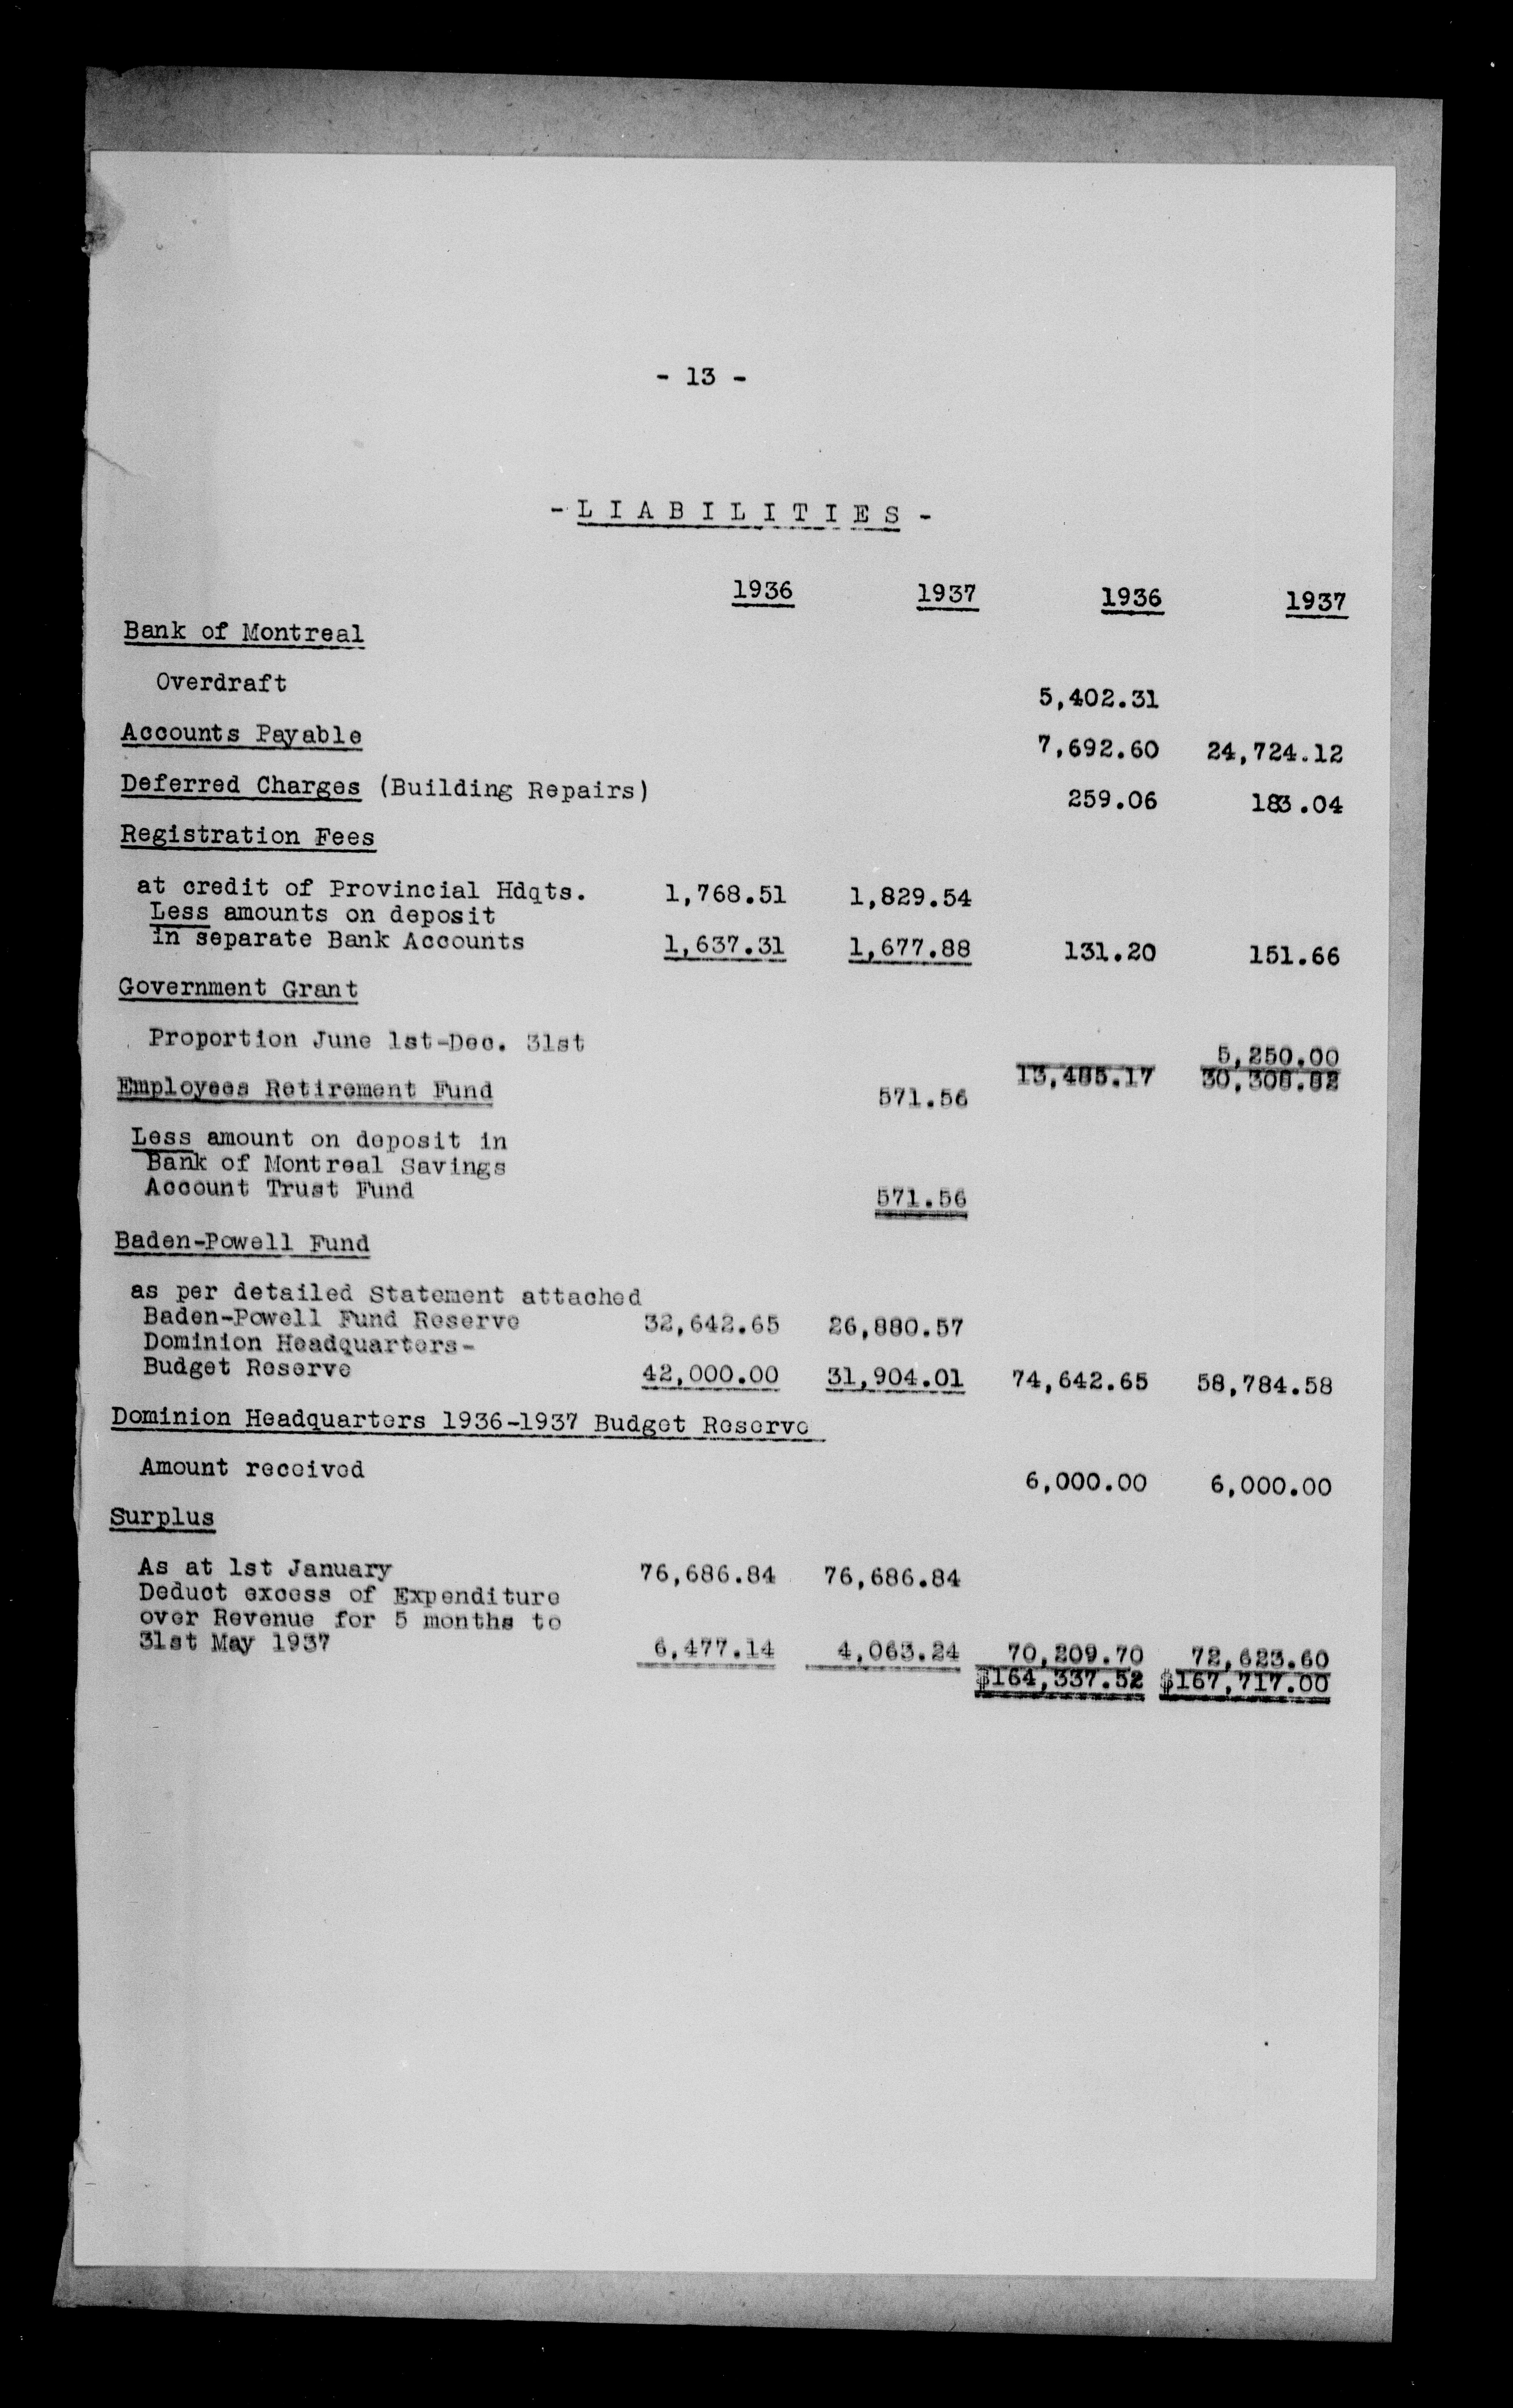 - 13 -
- L I A B I L I T I E S -
1936 1937 1936 1937
Bank of Montreal
Overdraft 5,402.31
Accounts Payable 7,692.60 24,724.12
Deferred Charges (Building Repairs) 259.06 183.04
Registration Fees
at credit of Provincial Hdqts. 1,768.51 1,829.54
Less amounts on deposit
in separate Bank Accounts 1,637.31 1,677.88 131.20 151.66
Government Grant
Proportion June 1st-Dec. 31st 5,250.00
13,485.17 30,308.82
Employees Retirement Fund 571.56
Less amount on deposit in
Bank of Montreal Savings
Account Trust Fund 571.56
Baden-Powell Fund
as per detailed Statement attached
Baden-Powell Fund Reserve 32,642.65 26,880.57
Dominion Headquarters-
Budget Reserve 42,000.00 31,904.01 74,642.65 58,784.58
Dominion Headquarters 1936-1937 Budget Reserve
Amount received 6,000.00 6,000.00
Surplus
As at 1st January 76,686.84 76,686.84
Deduct excess of Expenditure
over Revenue for 5 months to
31st May 1937 6,477.14 4,063.24 70,209.70 72,623.60
$164,337.52 $167,717.00